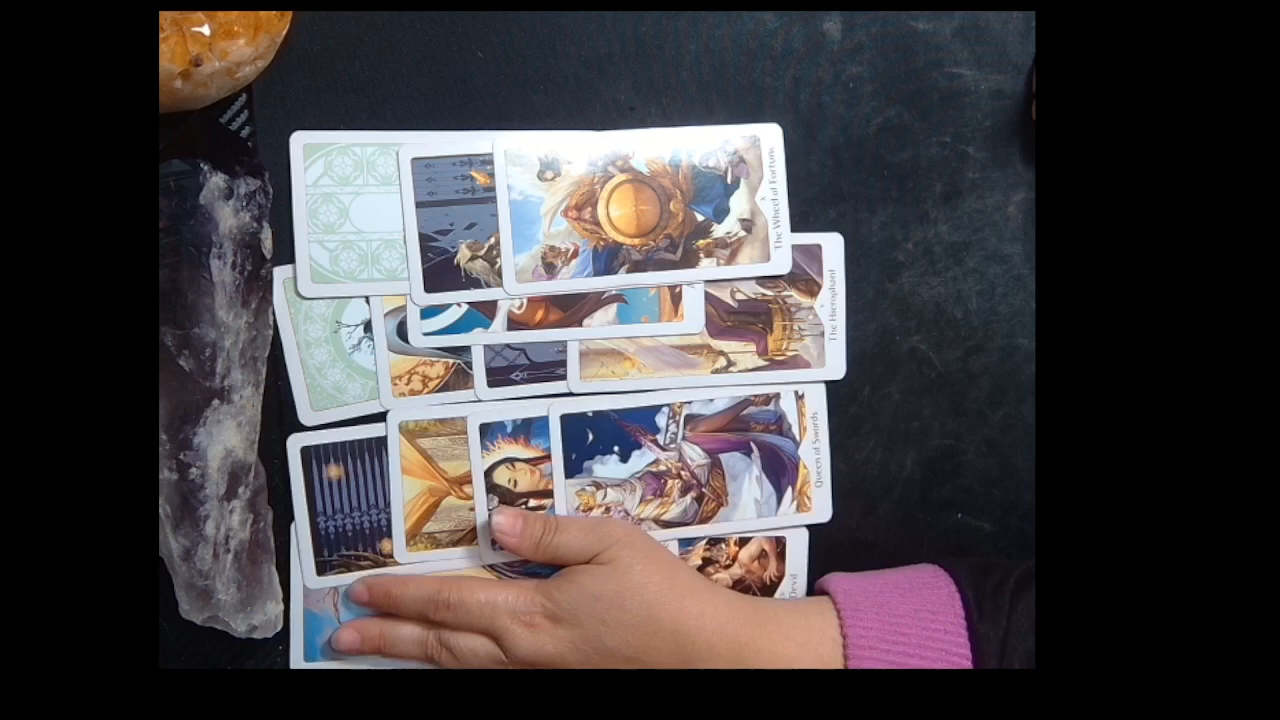 The Wheel of Fortune
X
The Hierophant
V
Queen of Swords
Devil